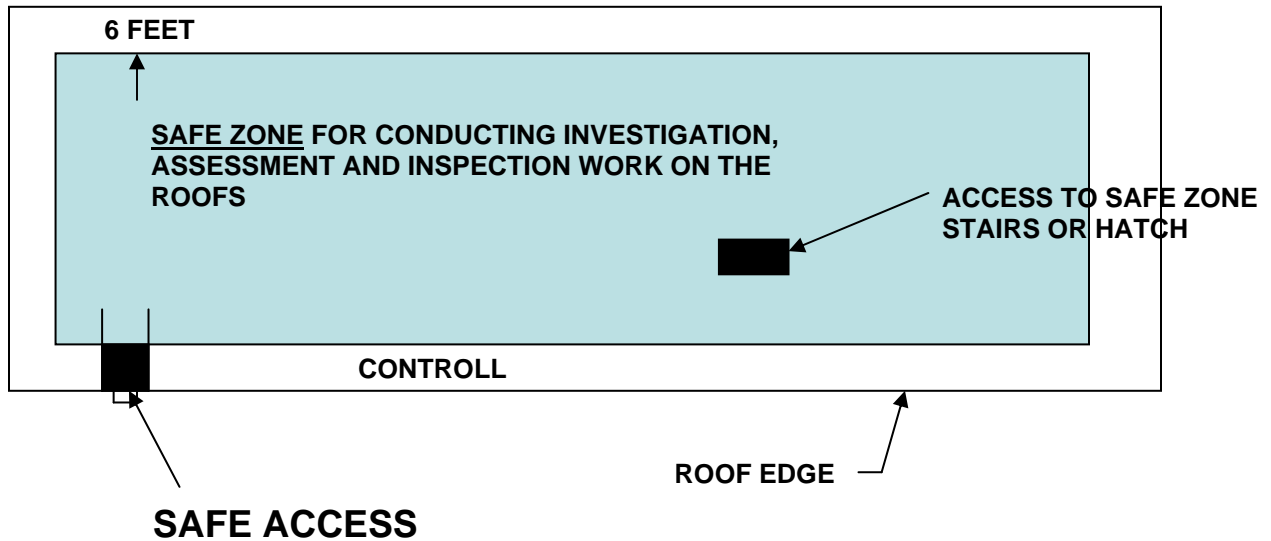 6 FEET
SAFE ZONE FOR CONDUCTING INVESTIGATION,
ASSESSMENT AND INSPECTION WORK ON THE
ROOFS
ACCESS TO SAFE ZONE
STAIRS OR HATCH
CONTROLL
ROOF EDGE
SAFE ACCESS